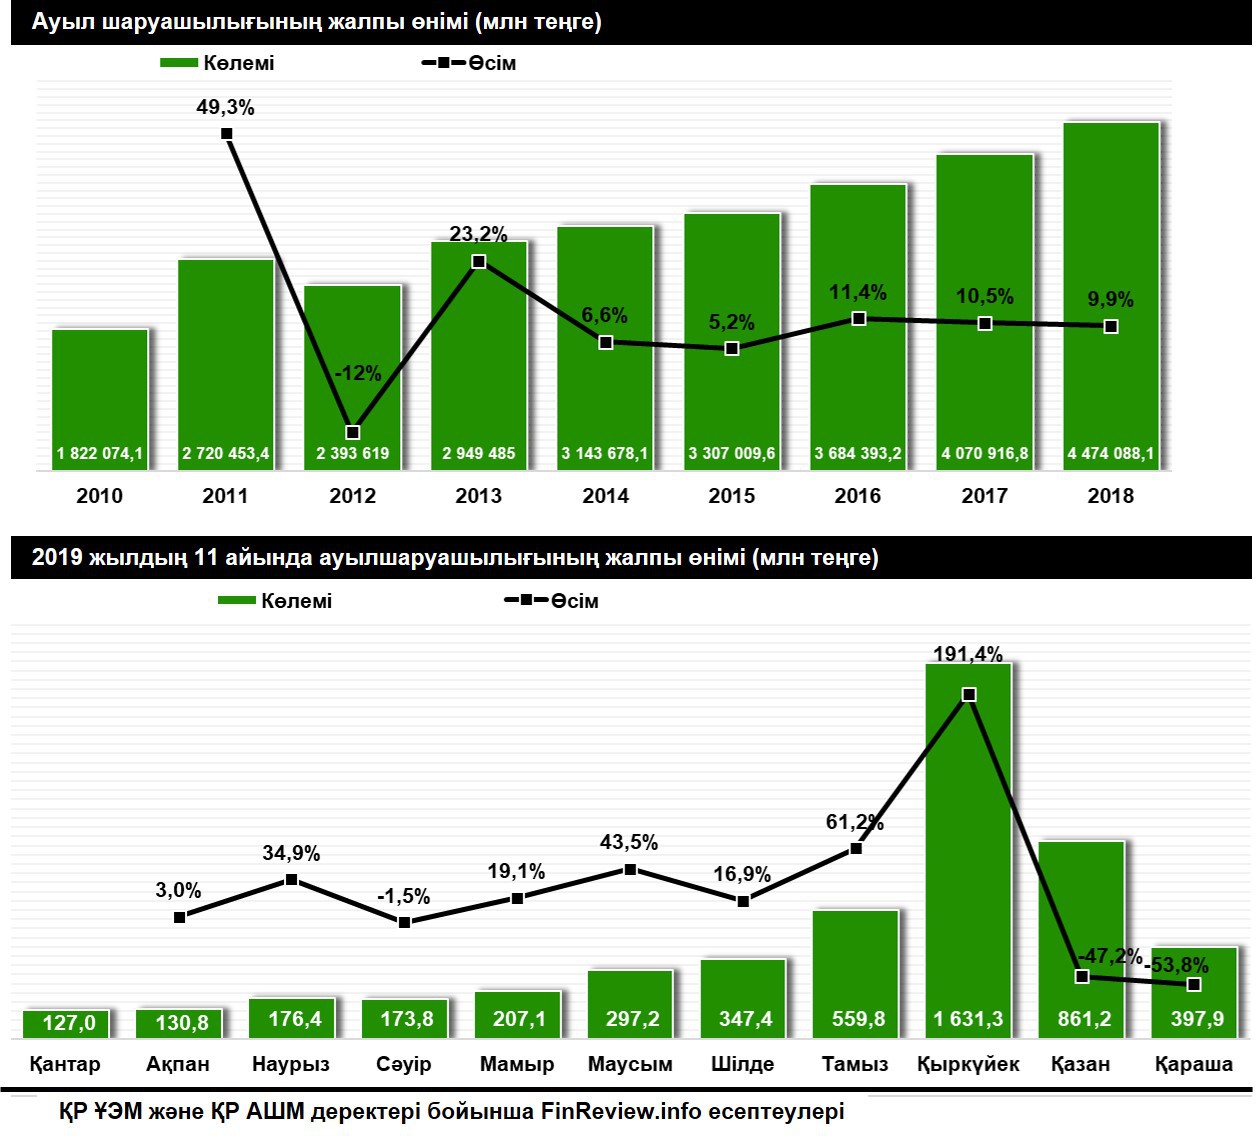 Ауыл шаруашылығының жалпы өнімі (млн теңге)
Көлемі Өсім
49,3%
23,2%
-12%
6,6%
5,2%
11,4%
10,5%
9,9%
1 822 074,1 2 720 453,4 2 393 619 2 949 485 3 143 678,1 3 307 009,6 3 684 393,2 4 070 916,8 4 474 088,1
2010 2011 2012 2013 2014 2015 2016 2017 2018
2019 жылдың 11 айында ауылшаруашылығының жалпы өнімі (млн теңге)
Көлемі Өсім
3,0%
34,9%
-1,5%
19,1%
43,5%
16,9%
61,2%
191,4%
-47,2%
-53,8%
127,0 130,8 176,4 173,8 207,1 297,2 347,4 559,8 1 631,3 861,2 397,9
Қантар Ақпан Наурыз Сәуір Мамыр Маусым Шілде Тамыз Қыркүйек Қазан Қараша
ҚР ҰЭМ және ҚР АШМ деректері бойынша FinReview.info есептеулері